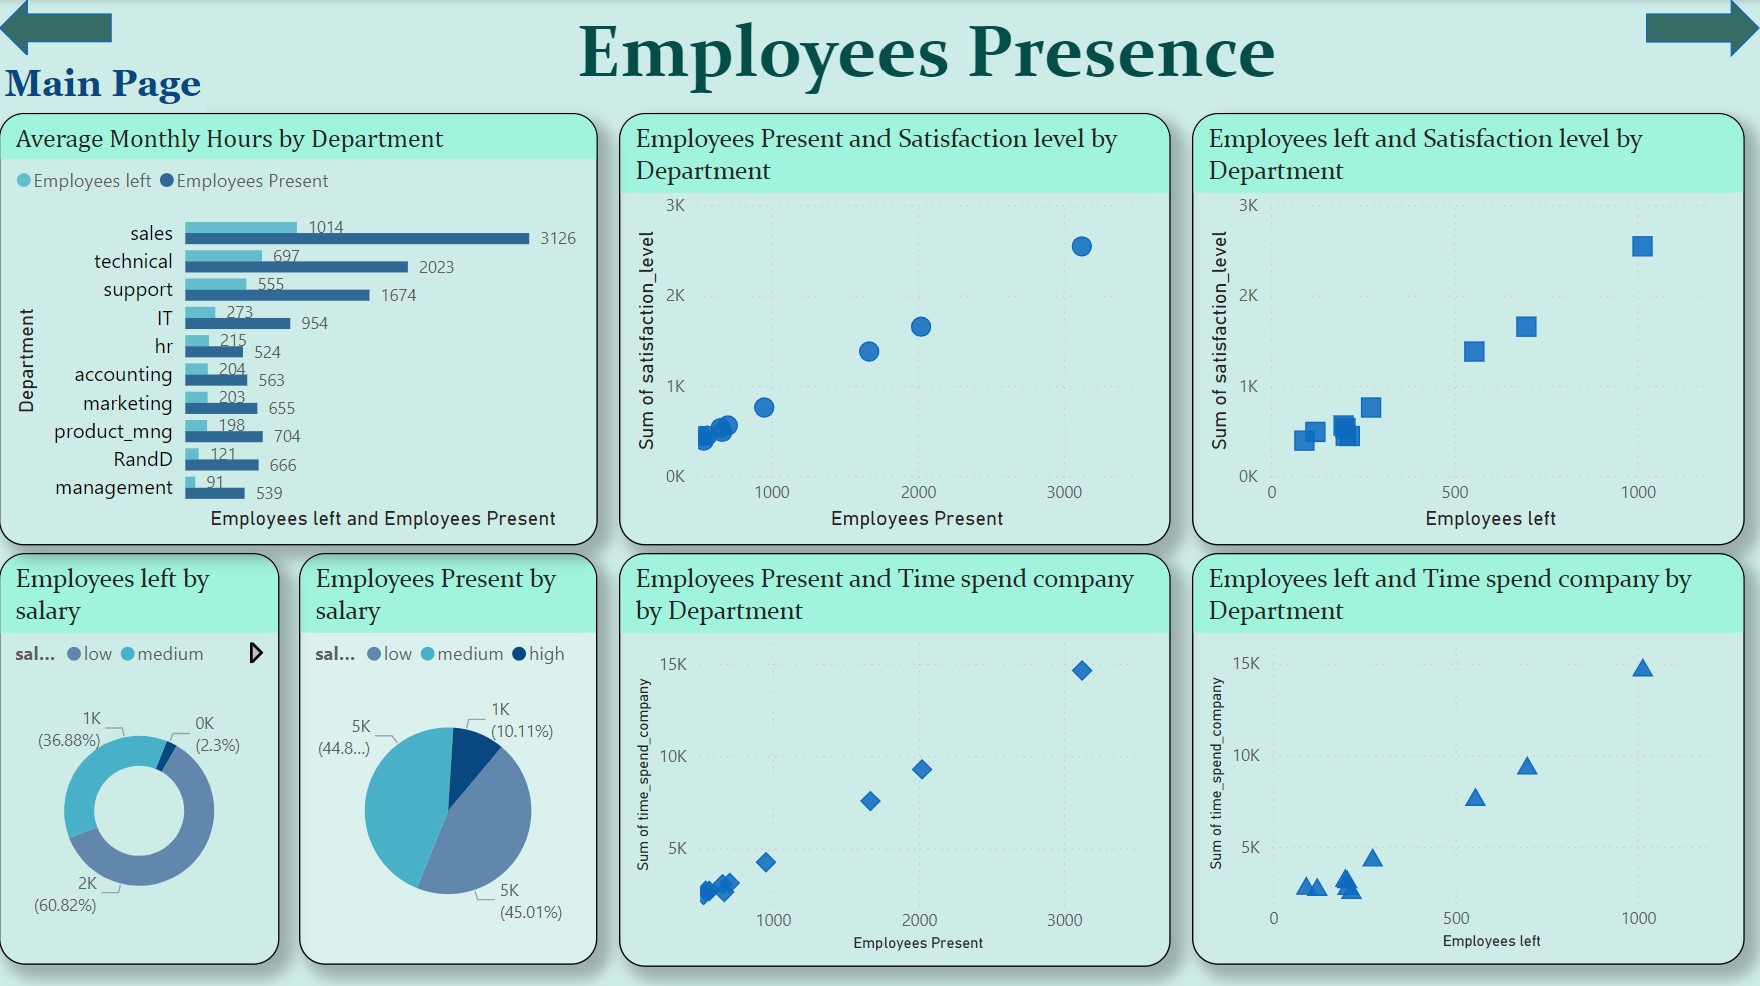 Employees Presence
Main Page
Average Monthly Hours by Department
Employees left
Employees Present
Department
sales
1014
3126
technical
697
2023
support
555
1674
IT
273
954
hr
215
524
accounting
204
563
marketing
203
655
product_mng
198
704
RandD
121
666
management
91
539
Employees left and Employees Present
Employees Present and Satisfaction level by
Department
Sum of satisfaction_level
3K
2K
1K
0K
1000
2000
3000
Employees Present
Employees left and Satisfaction level by
Department
Sum of satisfaction_level
3K
2K
1K
0K
0
500
1000
Employees left
Employees left by
salary
sal...
low
medium
1K
(36.88%)
0K
(2.3%)
2K
(60.82%)
Employees Present by
salary
sal...
low
medium
high
5K
(44.8...)
1K
(10.11%)
5K
(45.01%)
Employees Present and Time spend company
by Department
Sum of time_spend_company
15K
10K
5K
1000
2000
3000
Employees Present
Employees left and Time spend company by
Department
Sum of time_spend_company
15K
10K
5K
0
500
1000
Employees left